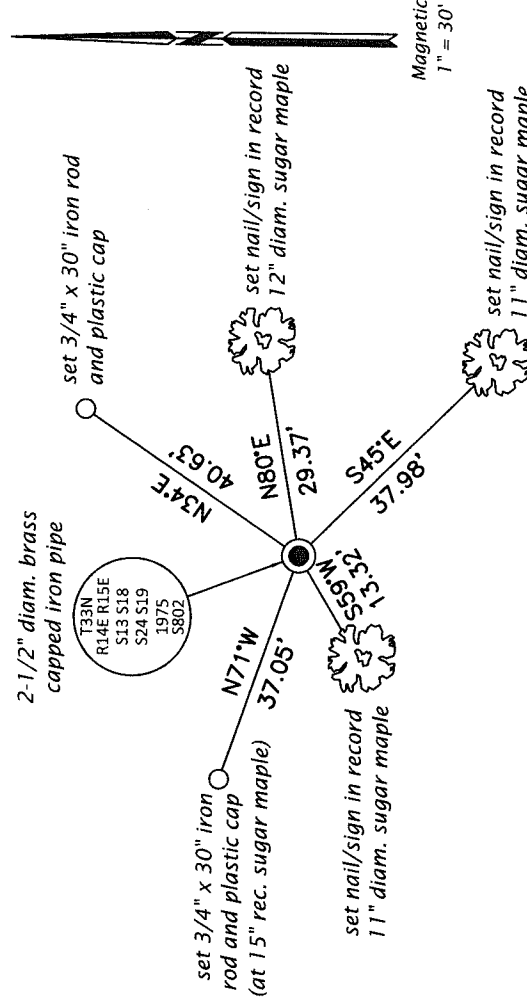 2-1/2" diam. brass
capped iron pipe
T33N
R14E R15E
S13 S18
S24 S19
1975
S802
set 3/4" x 30" iron rod
and plastic cap
N34°E
40.63'
set nail/sign in record
12" diam. sugar maple
N80°E
29.37'
Magnetic
1" = 30'
set 3/4" x 30" iron
rod and plastic cap
(at 15" rec. sugar maple)
N71°W
37.05'
S59°W
13.32'
set nail/sign in record
11" diam. sugar maple
S45°E
37.98'
set nail/sign in record
11" diam. sugar maple